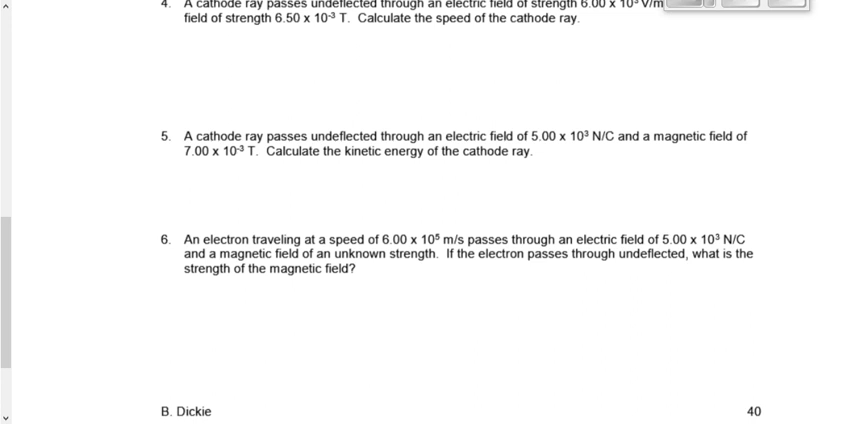 4. A cathode ray passes undeflected through an electric field of strength 6.00 x 10³ V/m
field of strength 6.50 x 10⁻³ T. Calculate the speed of the cathode ray.
5. A cathode ray passes undeflected through an electric field of 5.00 x 10³ N/C and a magnetic field of
7.00 x 10⁻³ T. Calculate the kinetic energy of the cathode ray.
6. An electron traveling at a speed of 6.00 x 10⁵ m/s passes through an electric field of 5.00 x 10³ N/C
and a magnetic field of an unknown strength. If the electron passes through undeflected, what is the
strength of the magnetic field?
B. Dickie 40